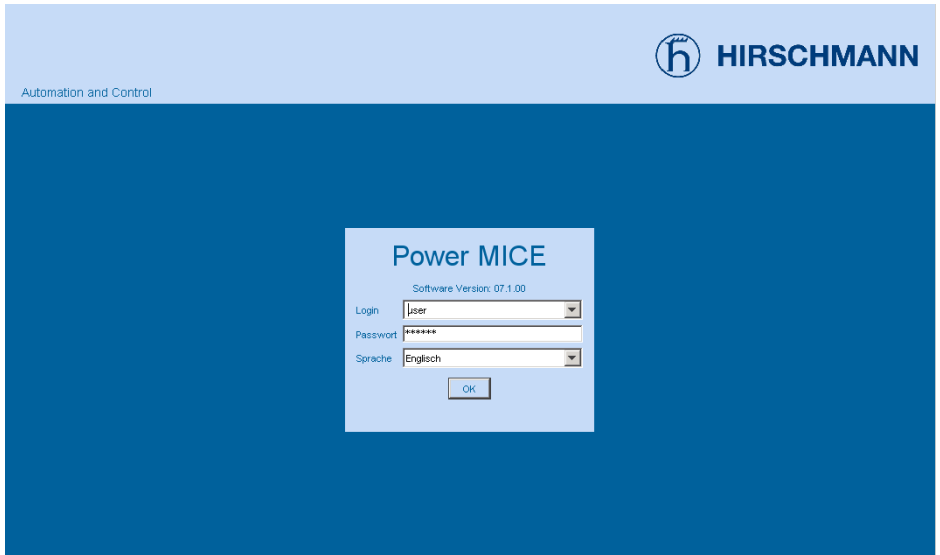 HIRSCHMANN
Automation and Control
Power MICE
Software Version: 07.1.00
Login user
Passwort ******
Sprache Englisch
OK